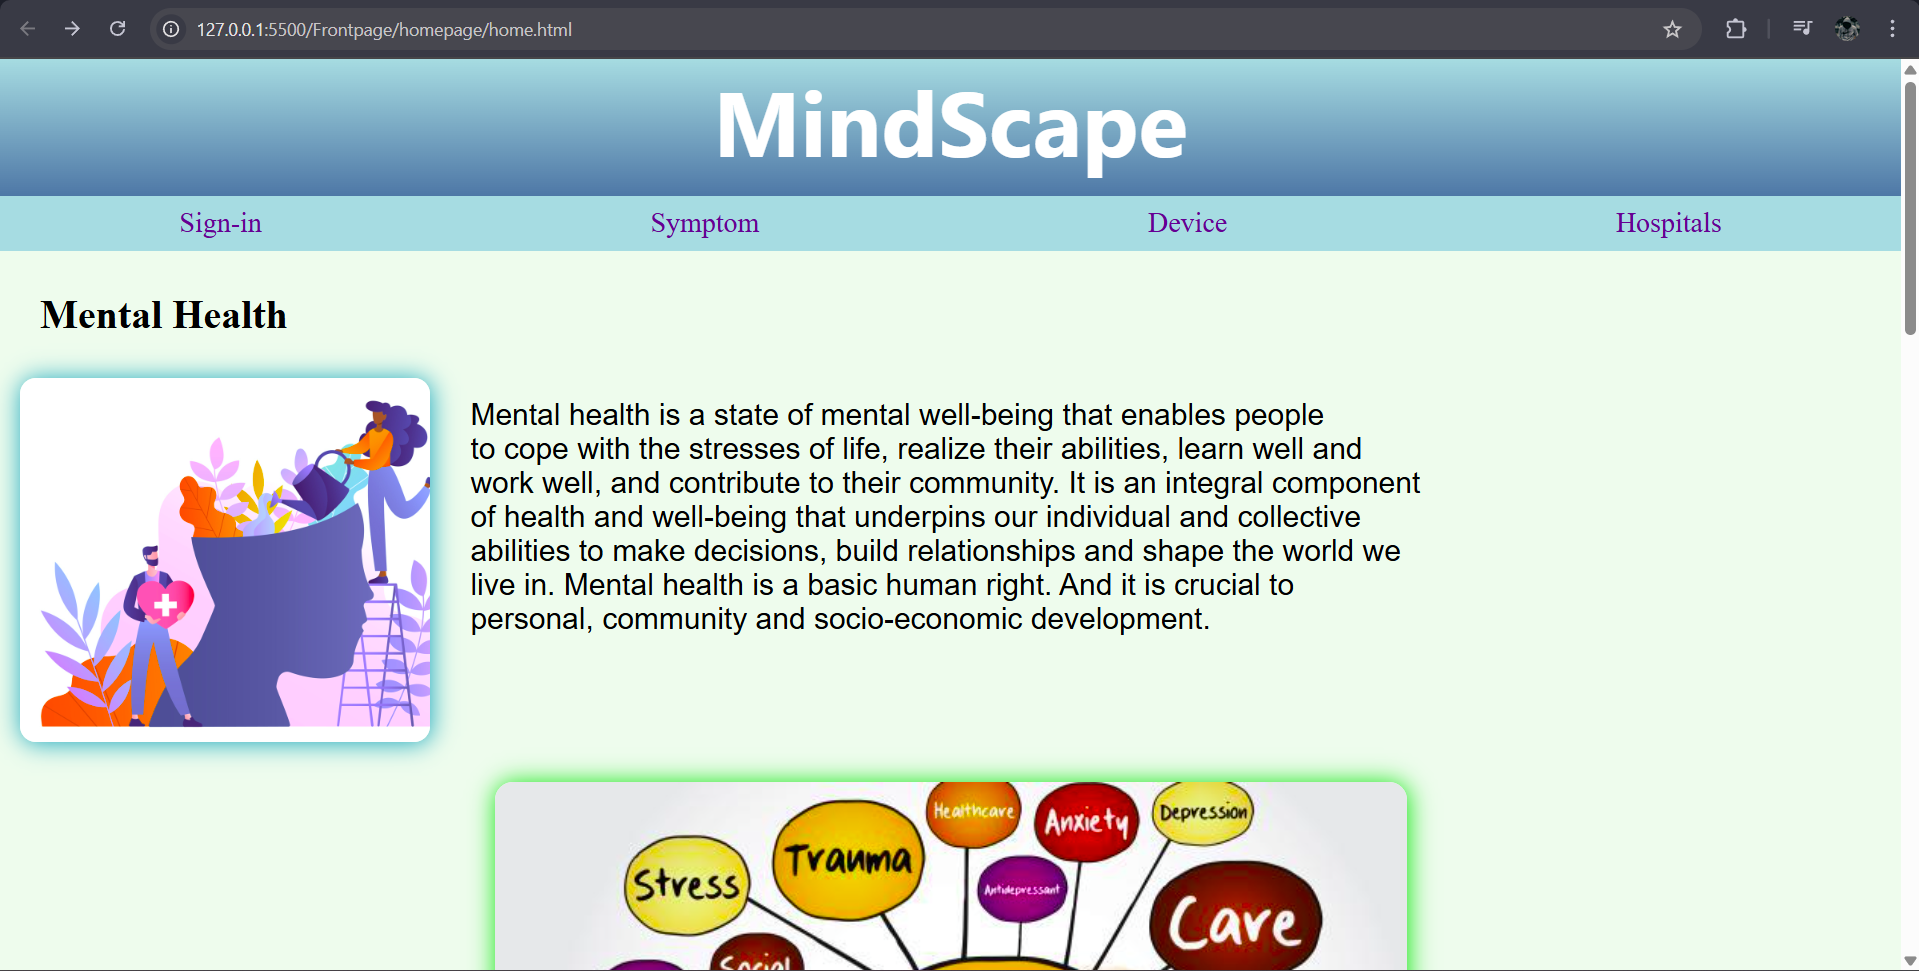 127.0.0.1:5500/Frontpage/homepage/home.html
MindScape
Sign-in Symptom Device Hospitals
Mental Health
Mental health is a state of mental well-being that enables people
to cope with the stresses of life, realize their abilities, learn well and
work well, and contribute to their community. It is an integral component
of health and well-being that underpins our individual and collective
abilities to make decisions, build relationships and shape the world we
live in. Mental health is a basic human right. And it is crucial to
personal, community and socio-economic development.
Healthcare
Anxiety
Depression
Trauma
Stress
Antidepressant
Care
Social